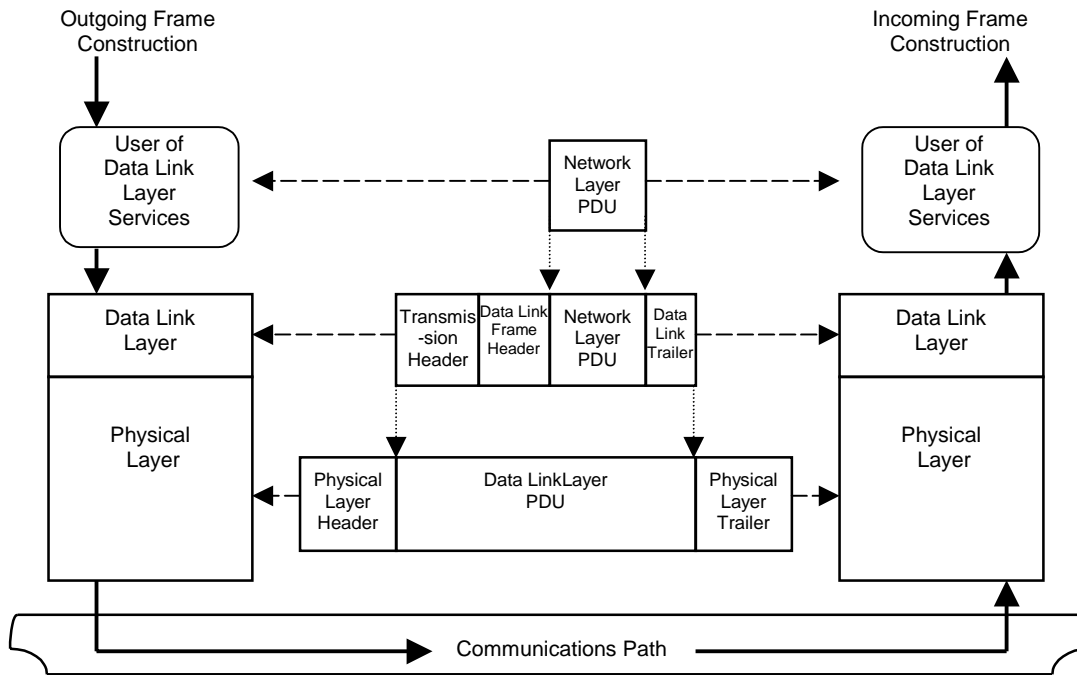 Outgoing Frame
Construction
Incoming Frame
Construction
User of
Data Link
Layer
Services
Network
Layer
PDU
User of
Data Link
Layer
Services
Data Link
Layer
Transmis
-sion
Header
Data Link
Frame
Header
Network
Layer
PDU
Data
Link
Trailer
Data Link
Layer
Physical
Layer
Physical
Layer
Header
Data LinkLayer
PDU
Physical
Layer
Trailer
Physical
Layer
Communications Path